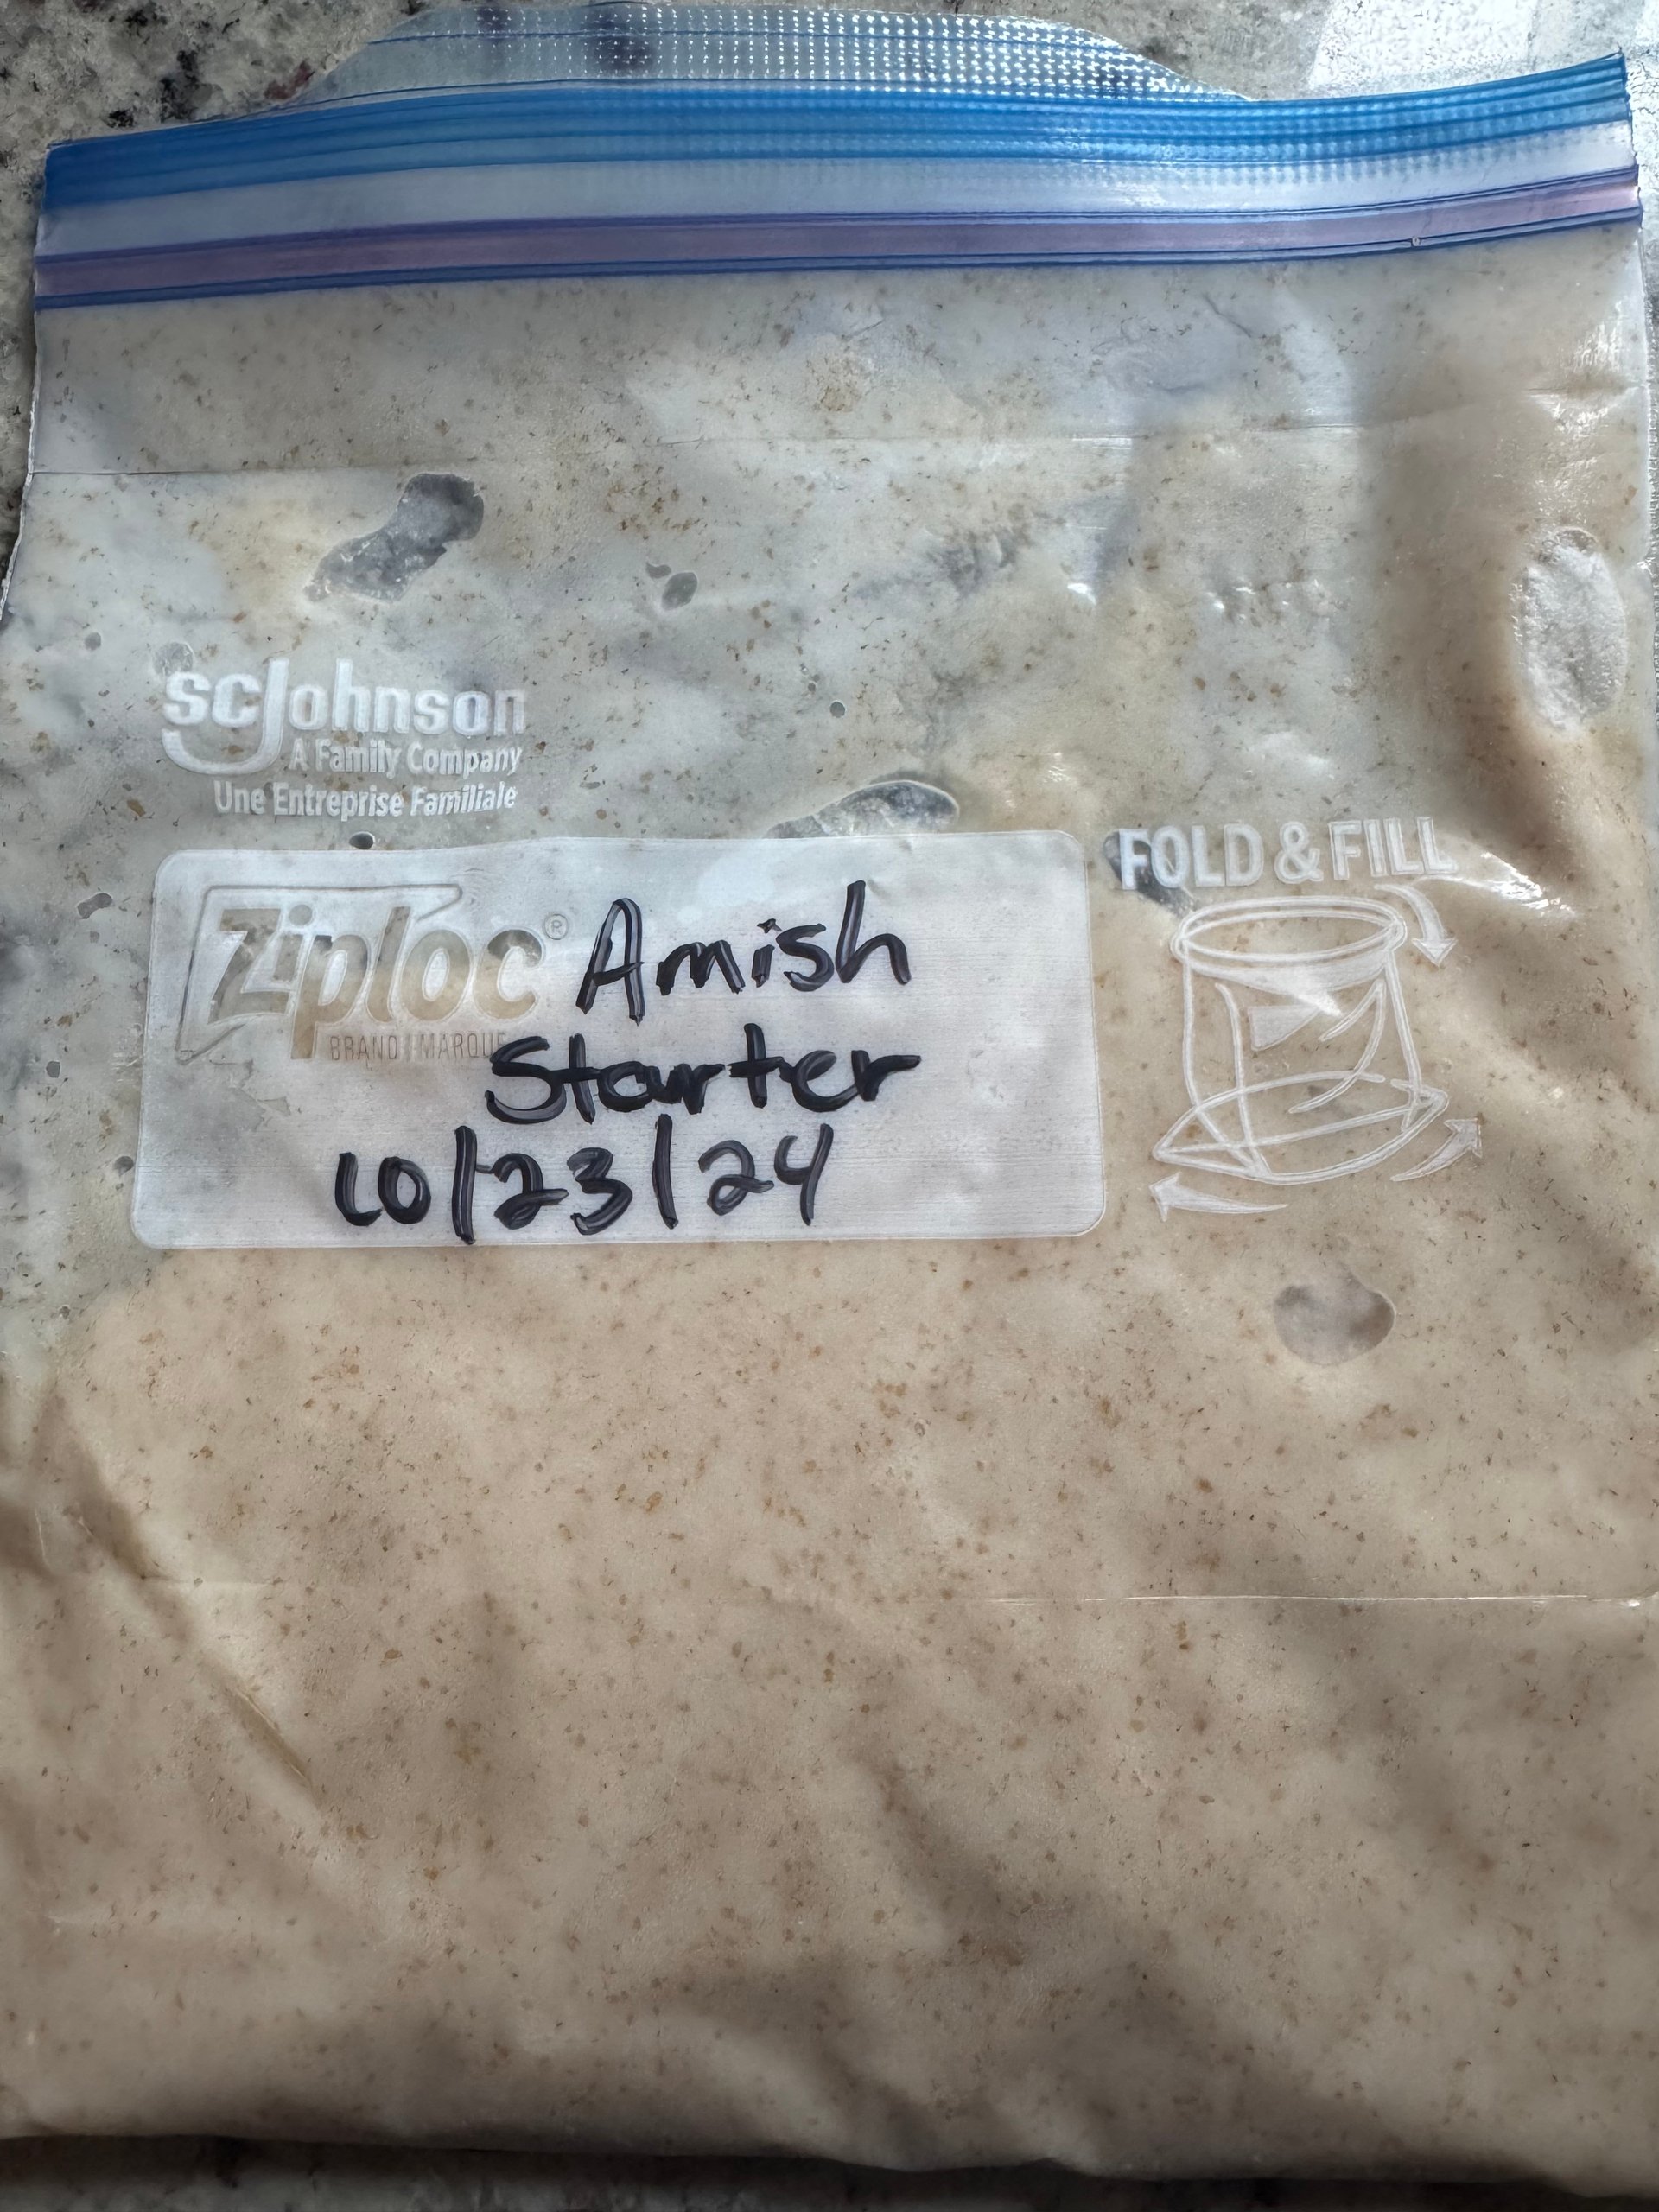 scJohnson
A Family Company
Une Entreprise Familiale
FOLD & FILL
Ziploc® Amish
BRAND | MARQUE
Starter
10/23/24